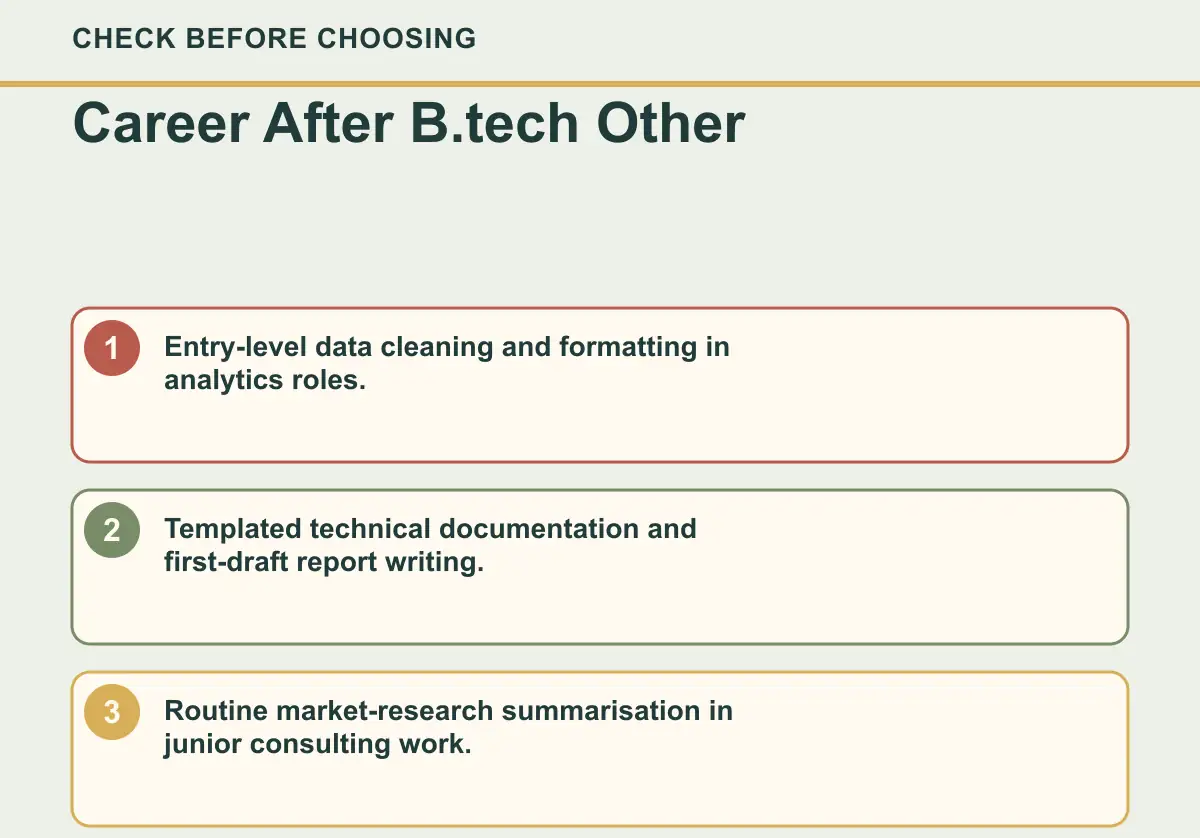 CHECK BEFORE CHOOSING
Career After B.tech Other
1
Entry-level data cleaning and formatting in
analytics roles.
2
Templated technical documentation and
first-draft report writing.
3
Routine market-research summarisation in
junior consulting work.